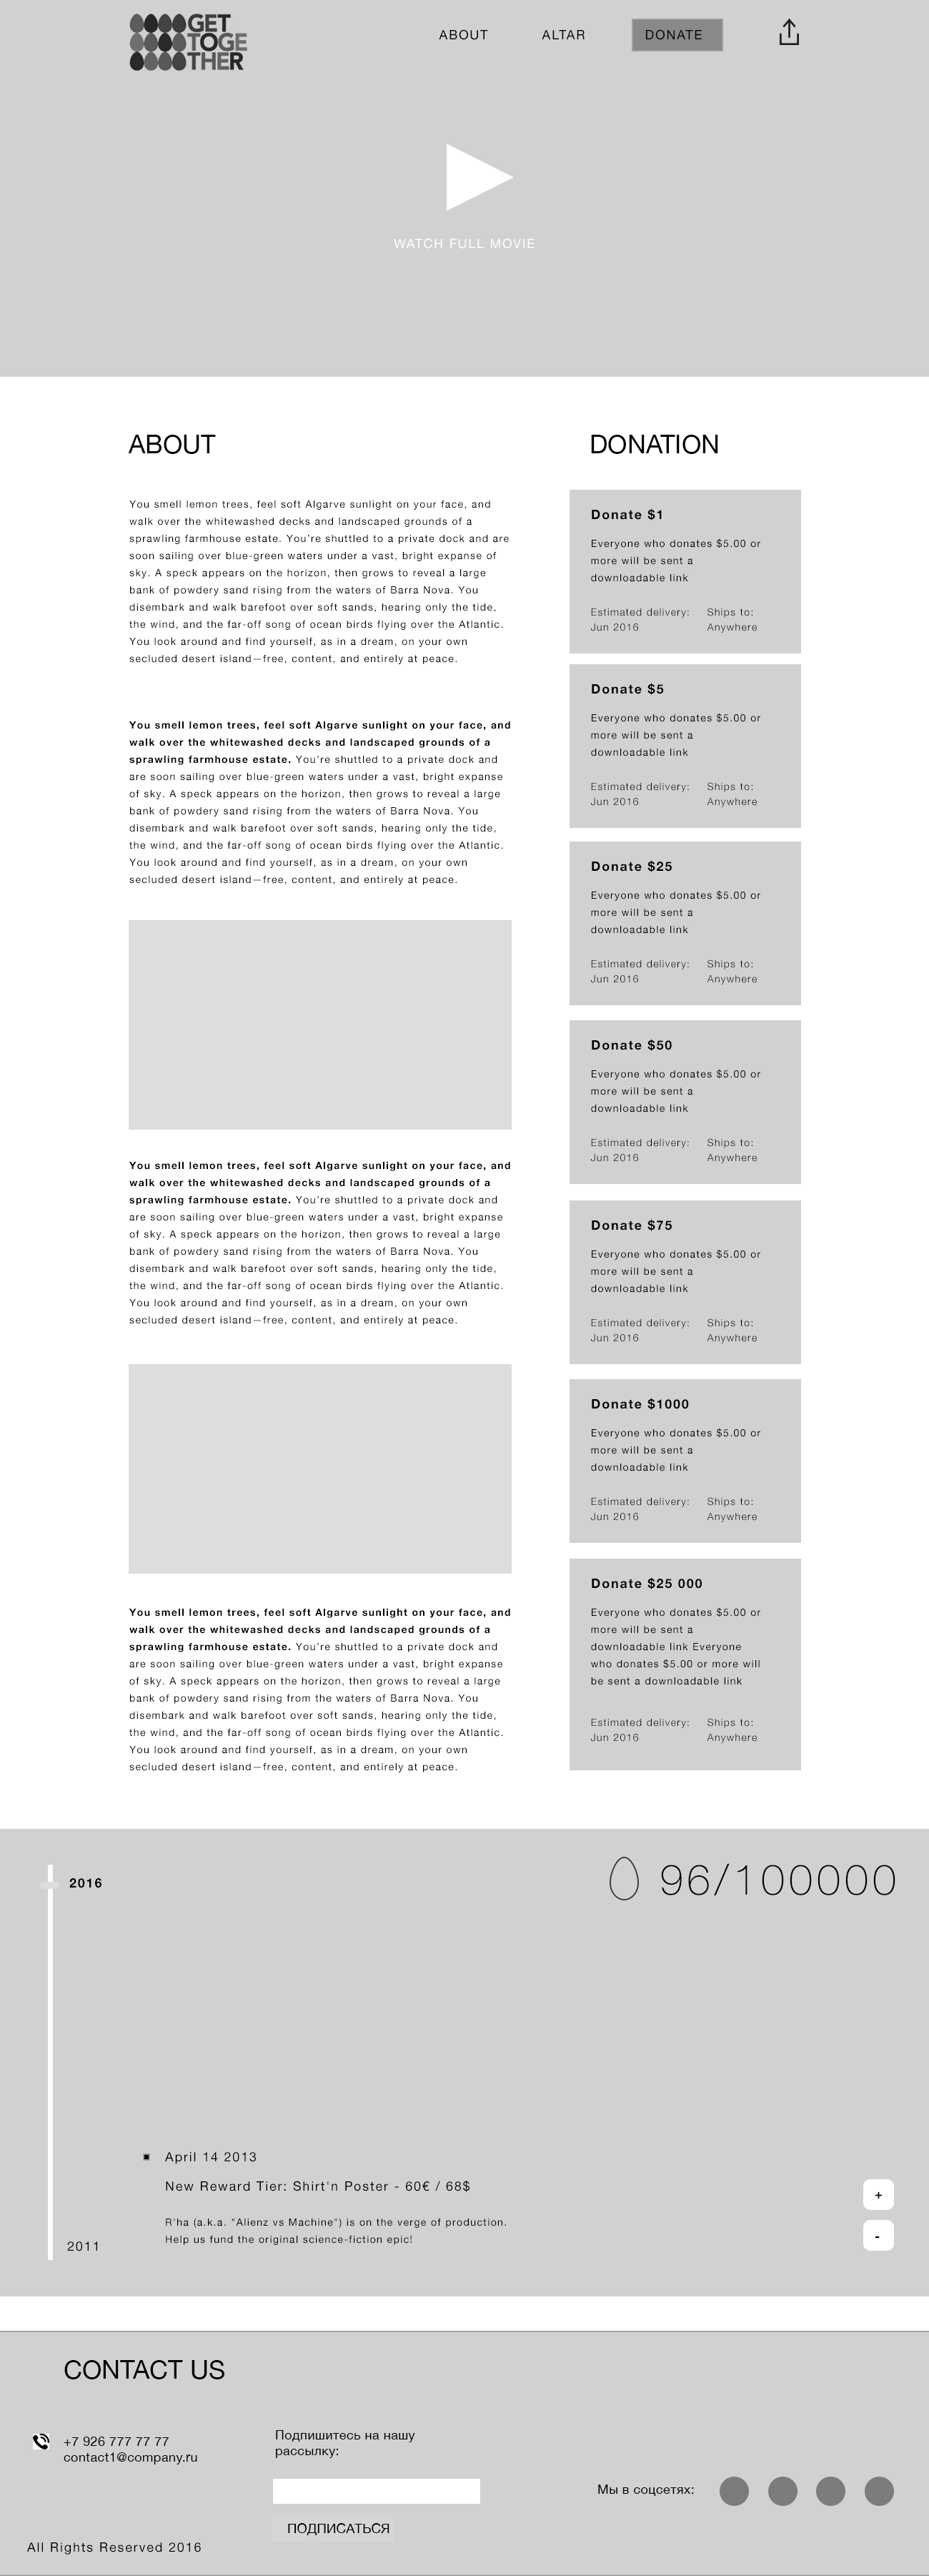 GET
TOGE
THER
ABOUT
ALTAR
DONATE
WATCH FULL MOVIE
ABOUT
You smell lemon trees, feel soft Algarve sunlight on your face, and
walk over the whitewashed decks and landscaped grounds of a
sprawling farmhouse estate. You’re shuttled to a private dock and are
soon sailing over blue-green waters under a vast, bright expanse of
sky. A speck appears on the horizon, then grows to reveal a large
bank of powdery sand rising from the waters of Barra Nova. You
disembark and walk barefoot over soft sands, hearing only the tide,
the wind, and the far-off song of ocean birds flying over the Atlantic.
You look around and find yourself, as in a dream, on your own
secluded desert island—free, content, and entirely at peace.
You smell lemon trees, feel soft Algarve sunlight on your face, and
walk over the whitewashed decks and landscaped grounds of a
sprawling farmhouse estate. You’re shuttled to a private dock and
are soon sailing over blue-green waters under a vast, bright expanse
of sky. A speck appears on the horizon, then grows to reveal a large
bank of powdery sand rising from the waters of Barra Nova. You
disembark and walk barefoot over soft sands, hearing only the tide,
the wind, and the far-off song of ocean birds flying over the Atlantic.
You look around and find yourself, as in a dream, on your own
secluded desert island—free, content, and entirely at peace.
You smell lemon trees, feel soft Algarve sunlight on your face, and
walk over the whitewashed decks and landscaped grounds of a
sprawling farmhouse estate. You’re shuttled to a private dock and
are soon sailing over blue-green waters under a vast, bright expanse
of sky. A speck appears on the horizon, then grows to reveal a large
bank of powdery sand rising from the waters of Barra Nova. You
disembark and walk barefoot over soft sands, hearing only the tide,
the wind, and the far-off song of ocean birds flying over the Atlantic.
You look around and find yourself, as in a dream, on your own
secluded desert island—free, content, and entirely at peace.
You smell lemon trees, feel soft Algarve sunlight on your face, and
walk over the whitewashed decks and landscaped grounds of a
sprawling farmhouse estate. You’re shuttled to a private dock and
are soon sailing over blue-green waters under a vast, bright expanse
of sky. A speck appears on the horizon, then grows to reveal a large
bank of powdery sand rising from the waters of Barra Nova. You
disembark and walk barefoot over soft sands, hearing only the tide,
the wind, and the far-off song of ocean birds flying over the Atlantic.
You look around and find yourself, as in a dream, on your own
secluded desert island—free, content, and entirely at peace.
DONATION
Donate $1
Everyone who donates $5.00 or
more will be sent a
downloadable link
Estimated delivery: Ships to:
Jun 2016 Anywhere
Donate $5
Everyone who donates $5.00 or
more will be sent a
downloadable link
Estimated delivery: Ships to:
Jun 2016 Anywhere
Donate $25
Everyone who donates $5.00 or
more will be sent a
downloadable link
Estimated delivery: Ships to:
Jun 2016 Anywhere
Donate $50
Everyone who donates $5.00 or
more will be sent a
downloadable link
Estimated delivery: Ships to:
Jun 2016 Anywhere
Donate $75
Everyone who donates $5.00 or
more will be sent a
downloadable link
Estimated delivery: Ships to:
Jun 2016 Anywhere
Donate $1000
Everyone who donates $5.00 or
more will be sent a
downloadable link
Estimated delivery: Ships to:
Jun 2016 Anywhere
Donate $25 000
Everyone who donates $5.00 or
more will be sent a
downloadable link Everyone
who donates $5.00 or more will
be sent a downloadable link
Estimated delivery: Ships to:
Jun 2016 Anywhere
2016
96/100000
April 14 2013
New Reward Tier: Shirt'n Poster - 60€ / 68$
R'ha (a.k.a. "Alienz vs Machine") is on the verge of production.
Help us fund the original science-fiction epic!
2011
+
-
CONTACT US
+7 926 777 77 77
contact1@company.ru
Подпишитесь на нашу
рассылку:
ПОДПИСАТЬСЯ
Мы в соцсетях:
All Rights Reserved 2016